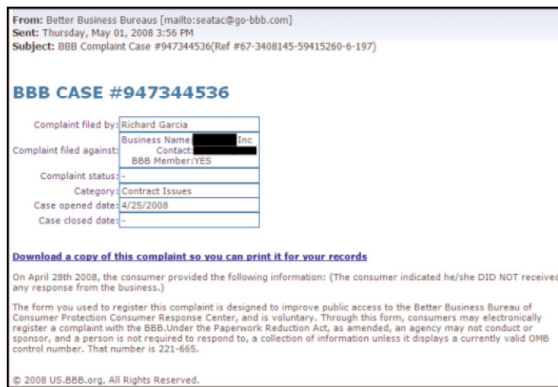 From: Better Business Bureaus [mailto:seatac@go-bbb.com]
Sent: Thursday, May 01, 2008 3:56 PM
Subject: BBB Complaint Case #947344536(Ref #67-3408145-59415260-6-197)
BBB CASE #947344536
Complaint filed by: Richard Garcia
Complaint filed against: Business Name: Inc
Contact:
BBB Member:YES
Complaint status: -
Category: Contract Issues
Case opened date: 4/25/2008
Case closed date: -
Download a copy of this complaint so you can print it for your records
On April 28th 2008, the consumer provided the following information: (The consumer indicated he/she DID NOT received
any response from the business.)
The form you used to register this complaint is designed to improve public access to the Better Business Bureau of
Consumer Protection Consumer Response Center, and is voluntary. Through this form, consumers may electronically
register a complaint with the BBB.Under the Paperwork Reduction Act, as amended, an agency may not conduct or
sponsor, and a person is not required to respond to, a collection of information unless it displays a currently valid OMB
control number. That number is 221-665.
© 2008 US.BBB.org, All Rights Reserved.